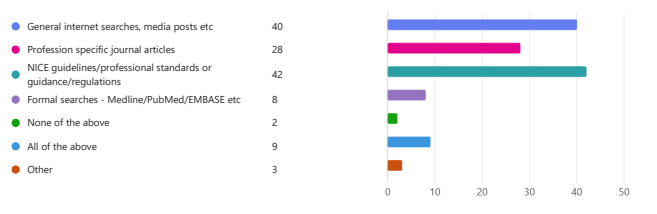 General internet searches, media posts etc 40
Profession specific journal articles 28
NICE guidelines/professional standards or
guidance/regulations 42
Formal searches - Medline/PubMed/EMBASE etc 8
None of the above 2
All of the above 9
Other 3
0 10 20 30 40 50